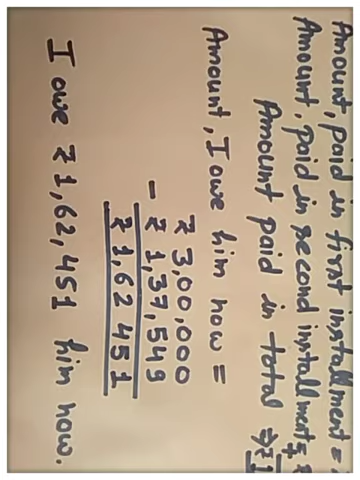 Amount, paid in first installment =
Amount, paid in second installment =
Amount paid in total ⇒ ₹1
Amount, I owe him now =
₹ 3,00,000
- ₹ 1,37,549
₹ 1,62 451
I owe ₹1,62,451 him now.